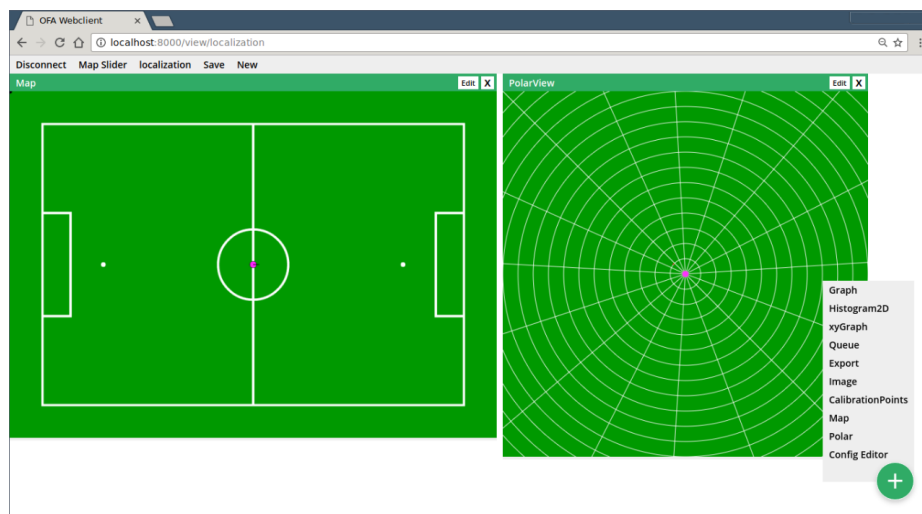 OFA Webclient
localhost:8000/view/localization
Disconnect Map Slider localization Save New
Map Edit X
PolarView Edit X
Graph
Histogram2D
xyGraph
Queue
Export
Image
CalibrationPoints
Map
Polar
Config Editor